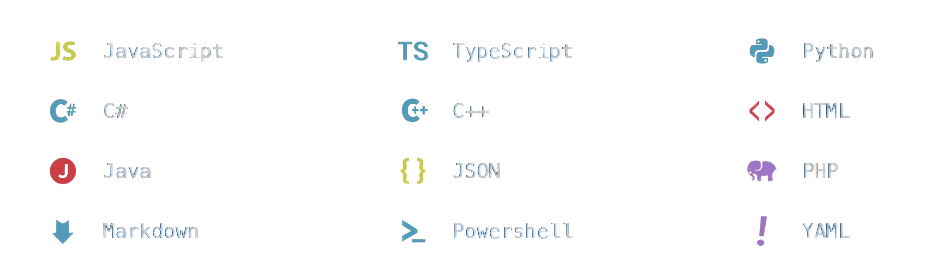 JS JavaScript TS TypeScript Python
C# C# C++ C++ HTML
J Java {} JSON PHP
Markdown Powershell ! YAML